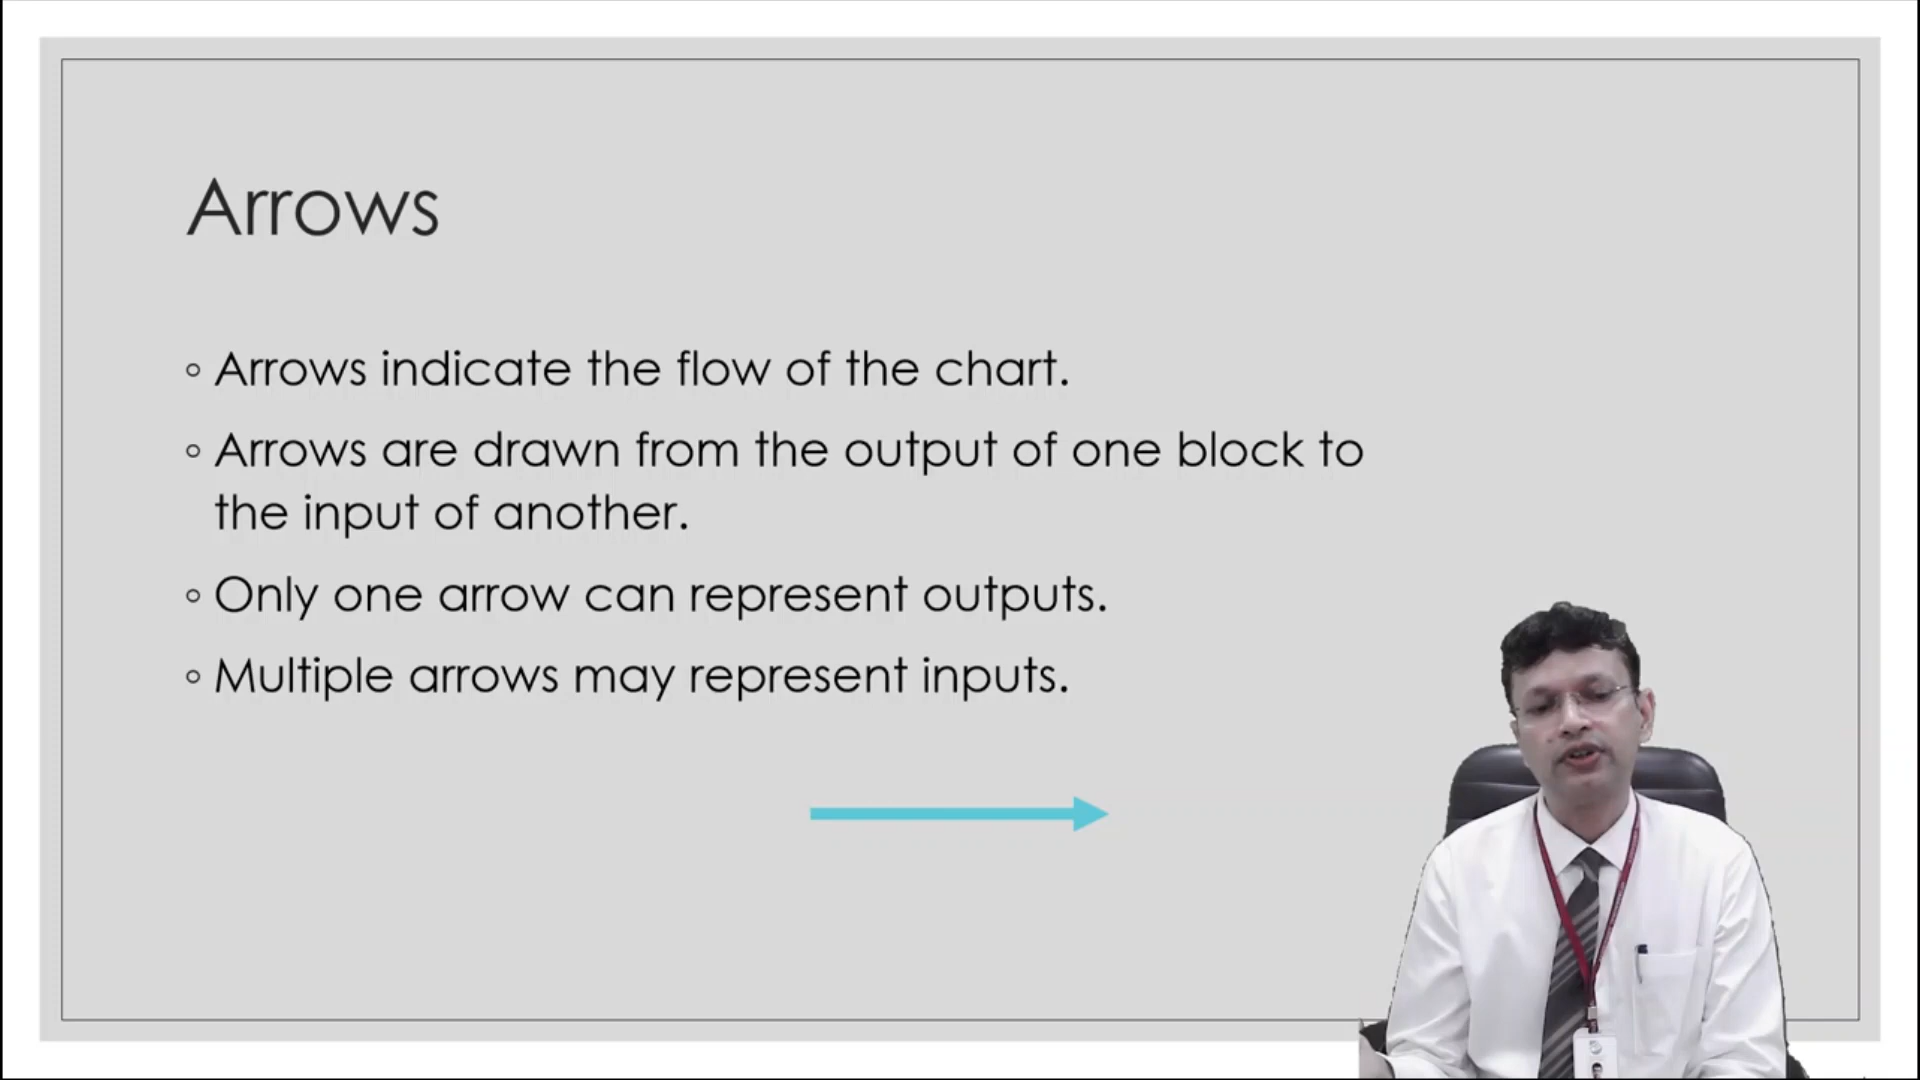 Arrows
◦ Arrows indicate the flow of the chart.
◦ Arrows are drawn from the output of one block to
the input of another.
◦ Only one arrow can represent outputs.
◦ Multiple arrows may represent inputs.